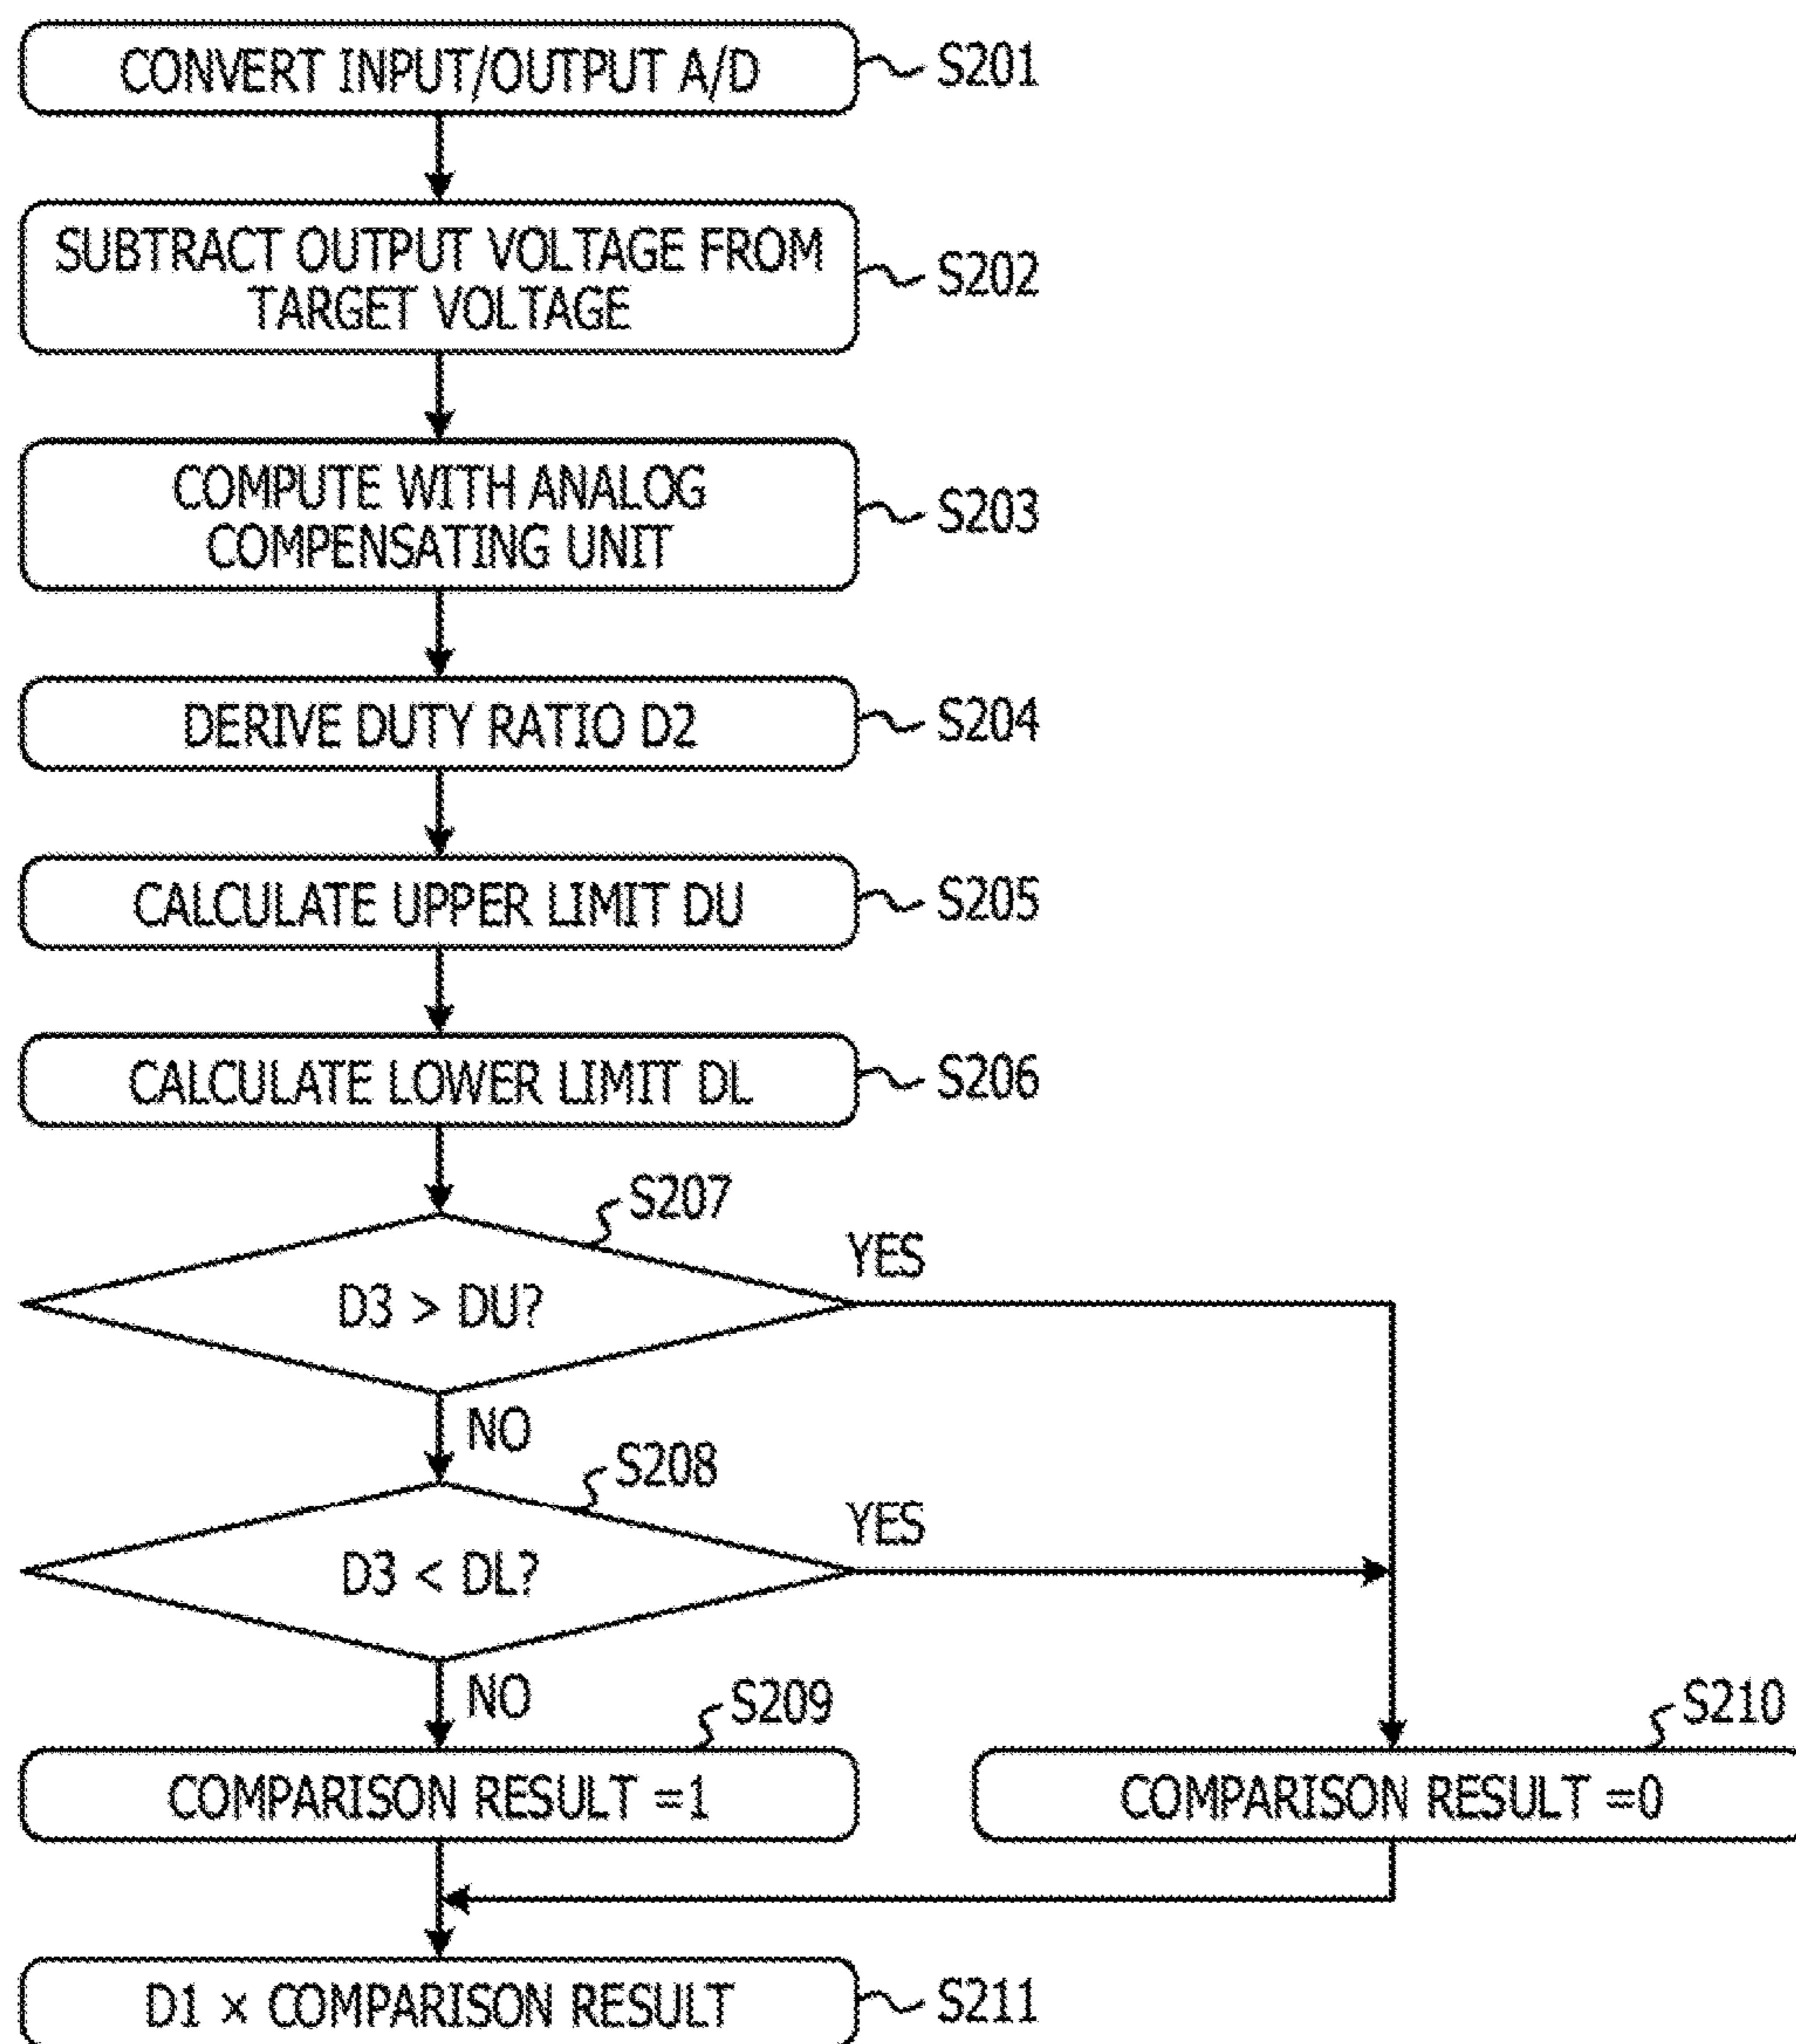 CONVERT INPUT/OUTPUT A/D
S201
SUBTRACT OUTPUT VOLTAGE FROM
TARGET VOLTAGE
S202
COMPUTE WITH ANALOG
COMPENSATING UNIT
S203
DERIVE DUTY RATIO D2
S204
CALCULATE UPPER LIMIT DU
S205
CALCULATE LOWER LIMIT DL
S206
S207
D3 > DU?
YES
NO
S208
D3 < DL?
YES
NO
S209
COMPARISON RESULT =1
S210
COMPARISON RESULT =0
D1 × COMPARISON RESULT
S211